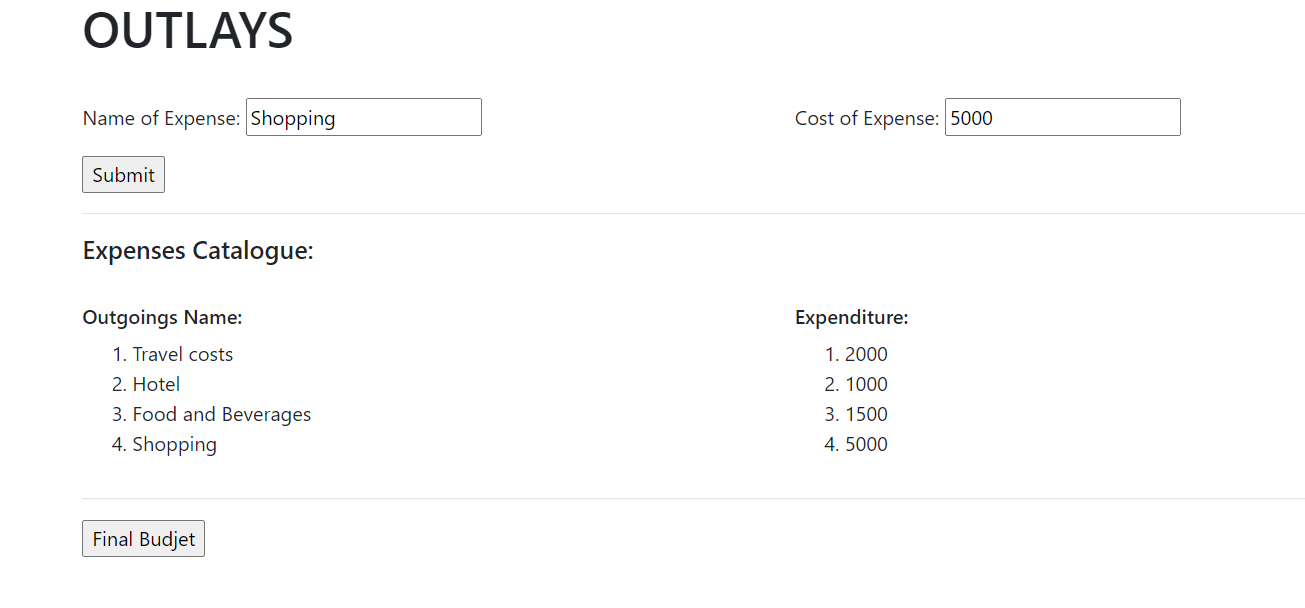 OUTLAYS
Name of Expense: Shopping Cost of Expense: 5000
Submit
Expenses Catalogue:
Outgoings Name: Expenditure:
1. Travel costs 1. 2000
2. Hotel 2. 1000
3. Food and Beverages 3. 1500
4. Shopping 4. 5000
Final Budjet